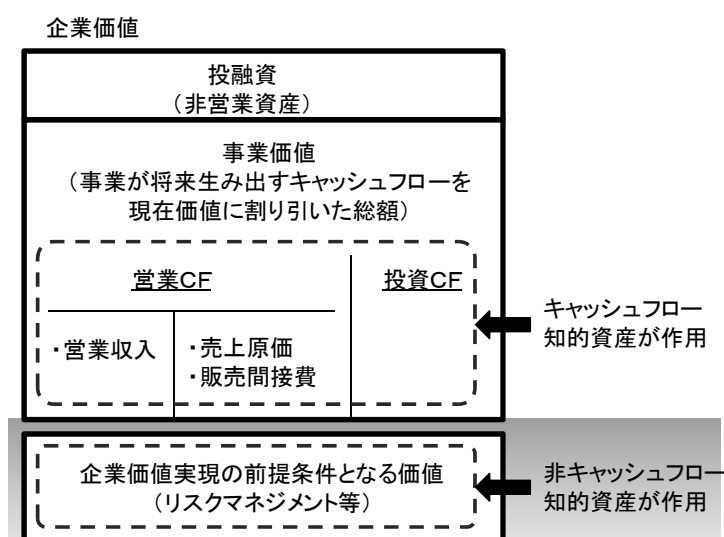 企業価値
投融資
（非営業資産）
事業価値
（事業が将来生み出すキャッシュフローを
現在価値に割り引いた総額）
営業CF
投資CF
・営業収入
・売上原価
・販売間接費
キャッシュフロー
知的資産が作用
企業価値実現の前提条件となる価値
（リスクマネジメント等）
非キャッシュフロー
知的資産が作用